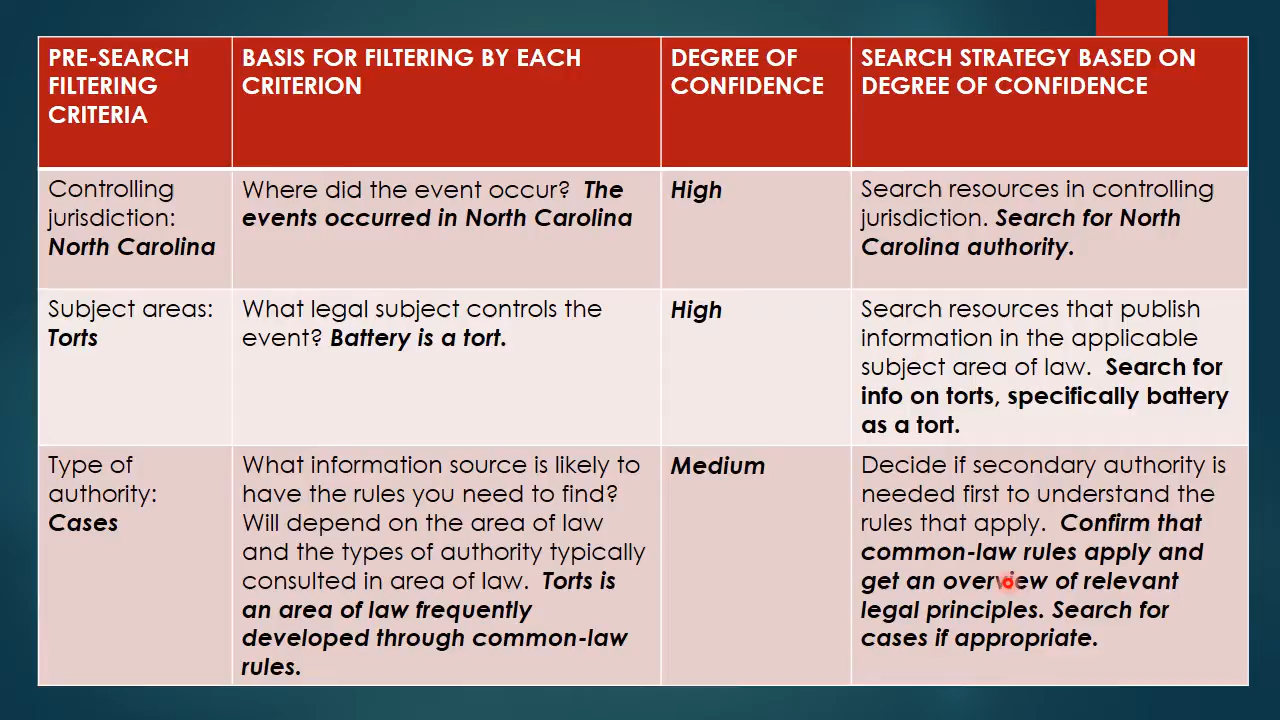 PRE-SEARCH
FILTERING
CRITERIA
BASIS FOR FILTERING BY EACH
CRITERION
DEGREE OF
CONFIDENCE
SEARCH STRATEGY BASED ON
DEGREE OF CONFIDENCE
Controlling
jurisdiction:
North Carolina
Where did the event occur? The
events occurred in North Carolina
High
Search resources in controlling
jurisdiction. Search for North
Carolina authority.
Subject areas:
Torts
What legal subject controls the
event? Battery is a tort.
High
Search resources that publish
information in the applicable
subject area of law. Search for
info on torts, specifically battery
as a tort.
Type of
authority:
Cases
What information source is likely to
have the rules you need to find?
Will depend on the area of law
and the types of authority typically
consulted in area of law. Torts is
an area of law frequently
developed through common-law
rules.
Medium
Decide if secondary authority is
needed first to understand the
rules that apply. Confirm that
common-law rules apply and
get an overview of relevant
legal principles. Search for
cases if appropriate.